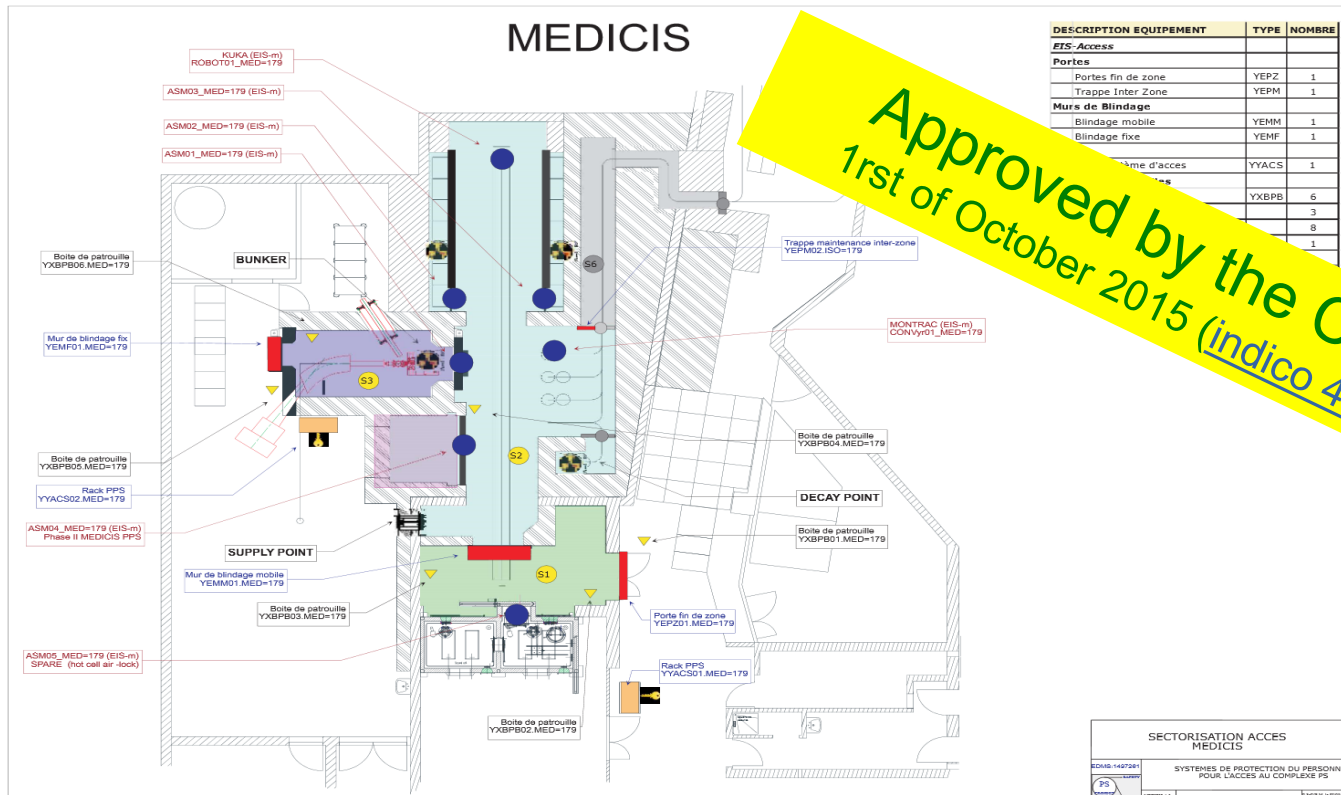 MEDICIS
KUKA (EIS-m)
ROBOT01_MED=179
ASM03_MED=179 (EIS-m)
ASM02_MED=179 (EIS-m)
ASM01_MED=179 (EIS-m)
Boite de patrouille
YXBPB06.MED=179
BUNKER
Mur de blindage fix
YEMF01.MED=179
Boite de patrouille
YXBPB05.MED=179
Rack PPS
YYACS02.MED=179
ASM04_MED=179 (EIS-m)
Phase II MEDICIS PPS
SUPPLY POINT
Mur de blindage mobile
YEMM01.MED=179
Boite de patrouille
YXBPB03.MED=179
ASM05_MED=179 (EIS-m)
SPARE (hot cell air -lock)
Boite de patrouille
YXBPB02.MED=179
S3
S2
S1
S6
Trappe maintenance inter-zone
YEPM02.ISO=179
MONTRAC (EIS-m)
CONVyr01_MED=179
Boite de patrouille
YXBPB04.MED=179
DECAY POINT
Boite de patrouille
YXBPB01.MED=179
Porte fin de zone
YEPZ01.MED=179
Rack PPS
YYACS01.MED=179
Approved by the
1rst of October 2015 (indico 4
DESCRIPTION EQUIPEMENT TYPE NOMBRE
EIS-Access
Portes
Portes fin de zone YEPZ 1
Trappe Inter Zone YEPM 1
Murs de Blindage
Blindage mobile YEMM 1
Blindage fixe YEMF 1
ème d'acces YYACS 1
YXBPB 6
3
8
1
SECTORISATION ACCES
MEDICIS
EDMS:1497281
SYSTEMES DE PROTECTION DU PERSONN
POUR L'ACCES AU COMPLEXE PS
PS